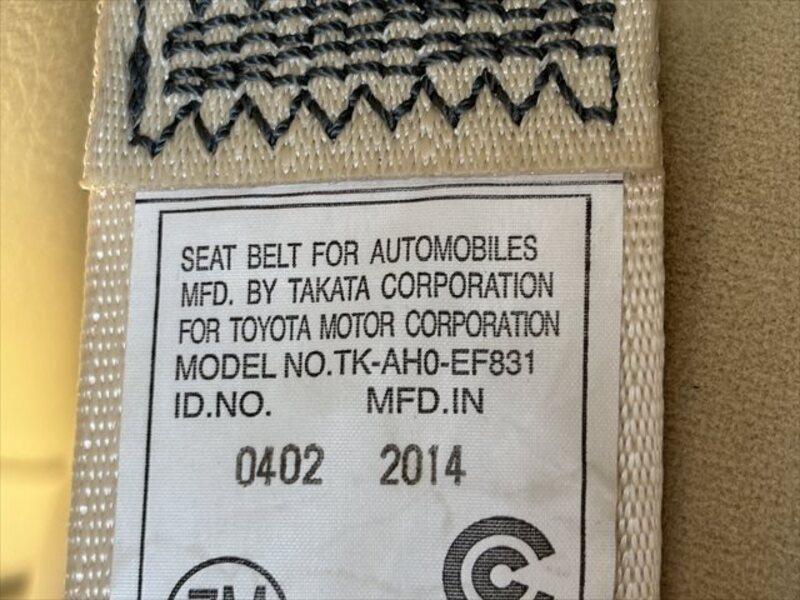 SEAT BELT FOR AUTOMOBILES
MFD. BY TAKATA CORPORATION
FOR TOYOTA MOTOR CORPORATION
MODEL NO.TK-AH0-EF831
ID.NO. MFD.IN
0402 2014